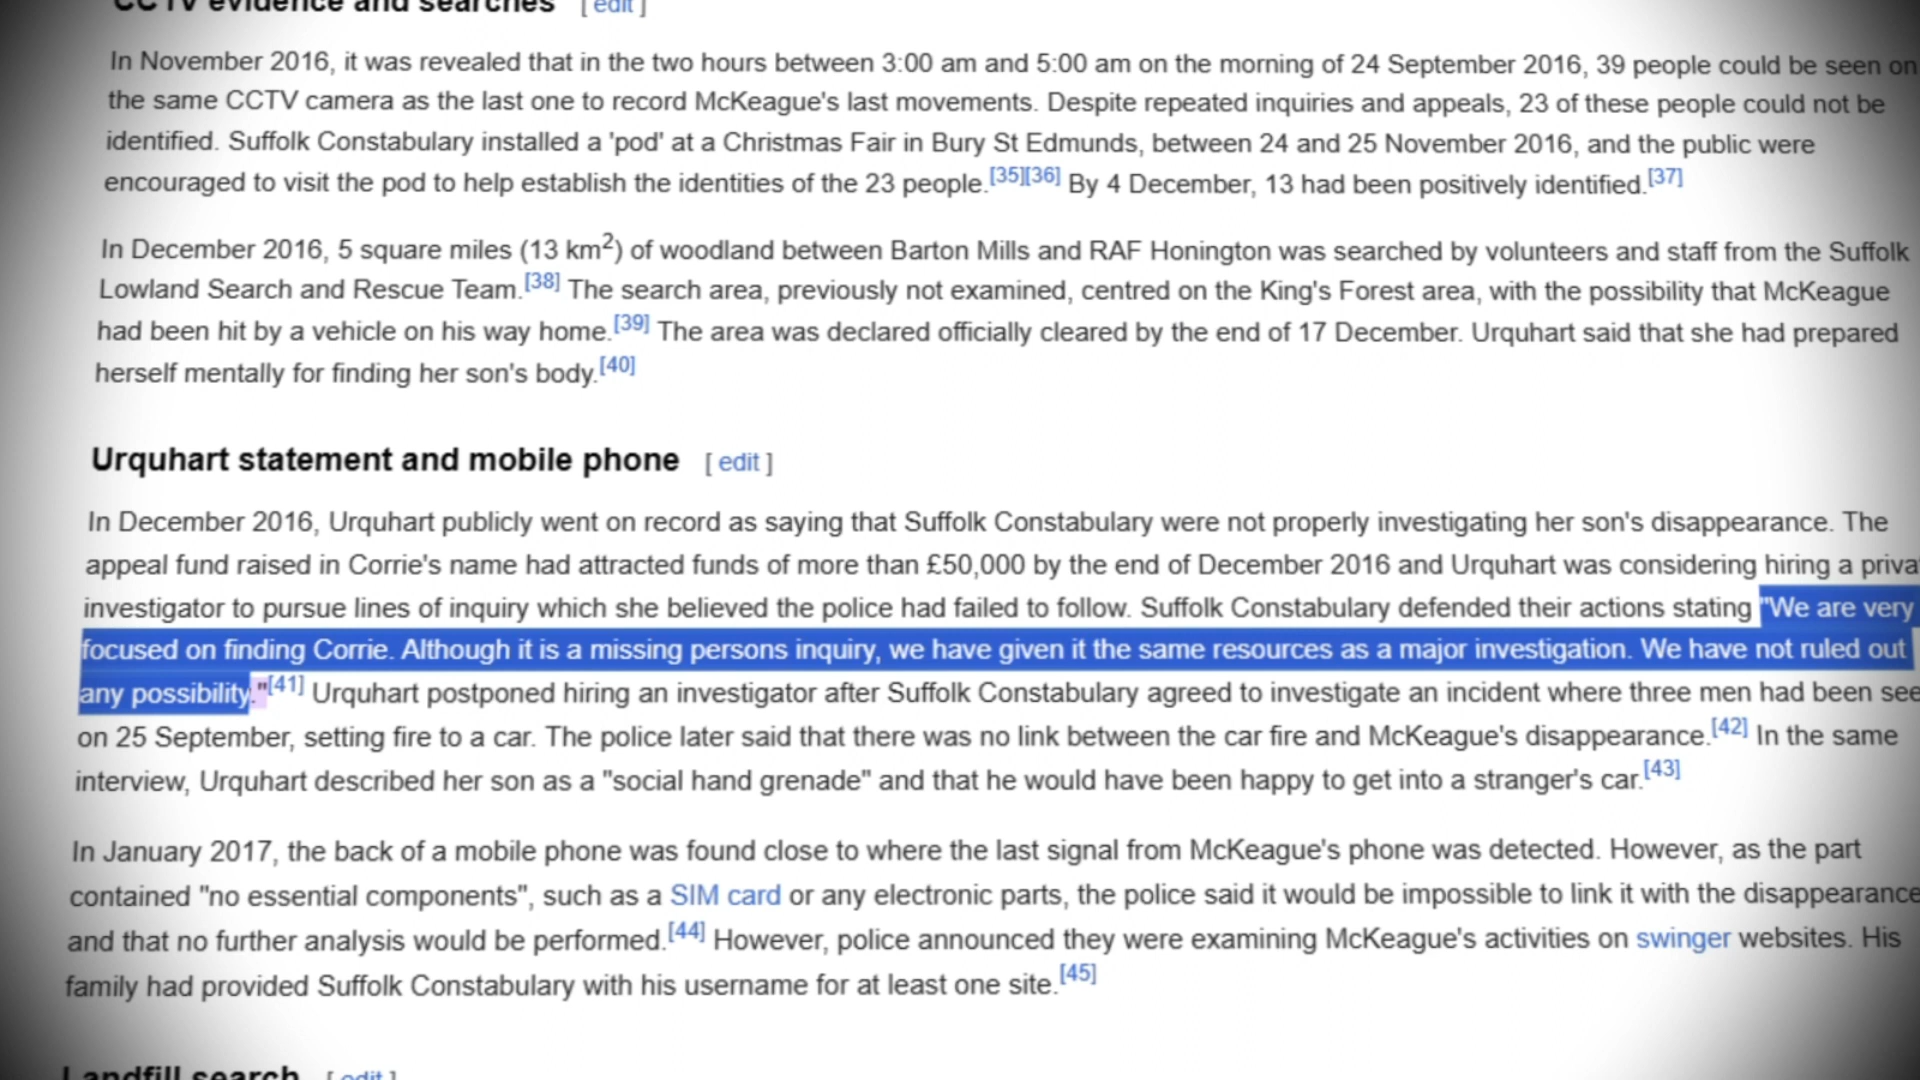 CCTV evidence and searches [ edit ]
In November 2016, it was revealed that in the two hours between 3:00 am and 5:00 am on the morning of 24 September 2016, 39 people could be seen on
the same CCTV camera as the last one to record McKeague's last movements. Despite repeated inquiries and appeals, 23 of these people could not be
identified. Suffolk Constabulary installed a 'pod' at a Christmas Fair in Bury St Edmunds, between 24 and 25 November 2016, and the public were
encouraged to visit the pod to help establish the identities of the 23 people.[35][36] By 4 December, 13 had been positively identified.[37]
In December 2016, 5 square miles (13 km2) of woodland between Barton Mills and RAF Honington was searched by volunteers and staff from the Suffolk
Lowland Search and Rescue Team.[38] The search area, previously not examined, centred on the King's Forest area, with the possibility that McKeague
had been hit by a vehicle on his way home.[39] The area was declared officially cleared by the end of 17 December. Urquhart said that she had prepared
herself mentally for finding her son's body.[40]
Urquhart statement and mobile phone [ edit ]
In December 2016, Urquhart publicly went on record as saying that Suffolk Constabulary were not properly investigating her son's disappearance. The
appeal fund raised in Corrie's name had attracted funds of more than £50,000 by the end of December 2016 and Urquhart was considering hiring a priva
investigator to pursue lines of inquiry which she believed the police had failed to follow. Suffolk Constabulary defended their actions stating "We are very
focused on finding Corrie. Although it is a missing persons inquiry, we have given it the same resources as a major investigation. We have not ruled out
any possibility."[41] Urquhart postponed hiring an investigator after Suffolk Constabulary agreed to investigate an incident where three men had been see
on 25 September, setting fire to a car. The police later said that there was no link between the car fire and McKeague's disappearance.[42] In the same
interview, Urquhart described her son as a "social hand grenade" and that he would have been happy to get into a stranger's car.[43]
In January 2017, the back of a mobile phone was found close to where the last signal from McKeague's phone was detected. However, as the part
contained "no essential components", such as a SIM card or any electronic parts, the police said it would be impossible to link it with the disappearance
and that no further analysis would be performed.[44] However, police announced they were examining McKeague's activities on swinger websites. His
family had provided Suffolk Constabulary with his username for at least one site.[45]
Landfill search [ edit ]